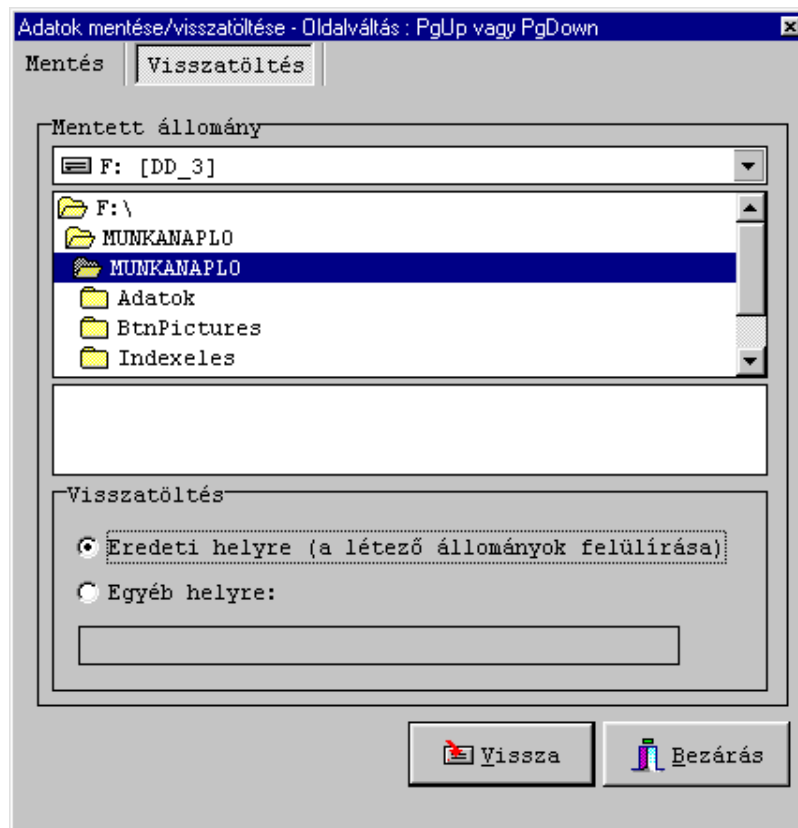 Adatok mentése/visszatöltése - Oldalváltás : PgUp vagy PgDown
Mentés Visszatöltés
Mentett állomány
F: [DD_3]
F:\
MUNKANAPLO
MUNKANAPLO
Adatok
BtnPictures
Indexeles
Visszatöltés
Eredeti helyre (a létező állományok felülírása)
Egyéb helyre:
Vissza Bezárás